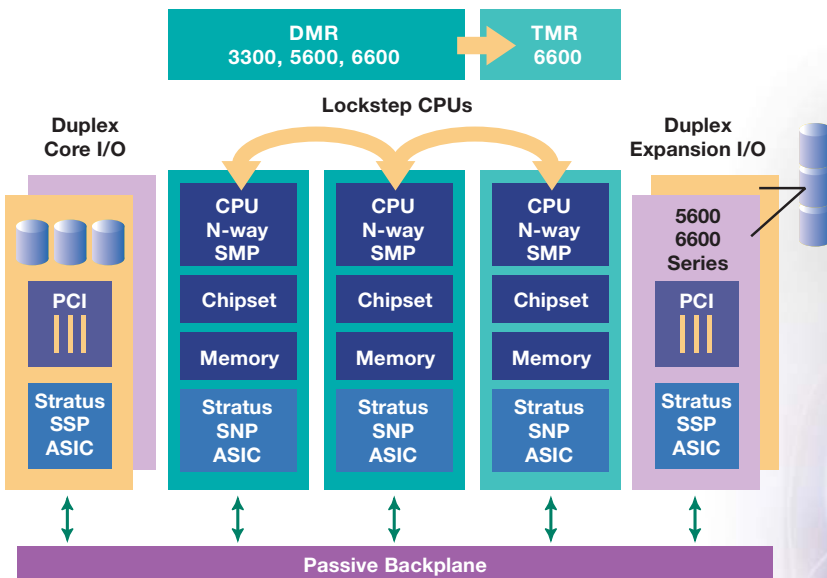 DMR
3300, 5600, 6600
TMR
6600
Lockstep CPUs
Duplex
Core I/O
Duplex
Expansion I/O
PCI
Stratus
SSP
ASIC
CPU
N-way
SMP
Chipset
Memory
Stratus
SNP
ASIC
CPU
N-way
SMP
Chipset
Memory
Stratus
SNP
ASIC
CPU
N-way
SMP
Chipset
Memory
Stratus
SNP
ASIC
5600
6600
Series
PCI
Stratus
SSP
ASIC
Passive Backplane